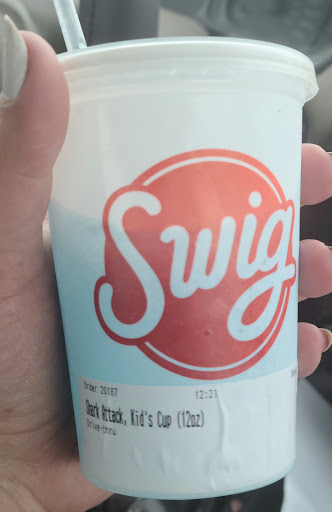 Swig
Order 20187 12:21
Shark Attack, Kid's Cup (12oz)
Drive-thru